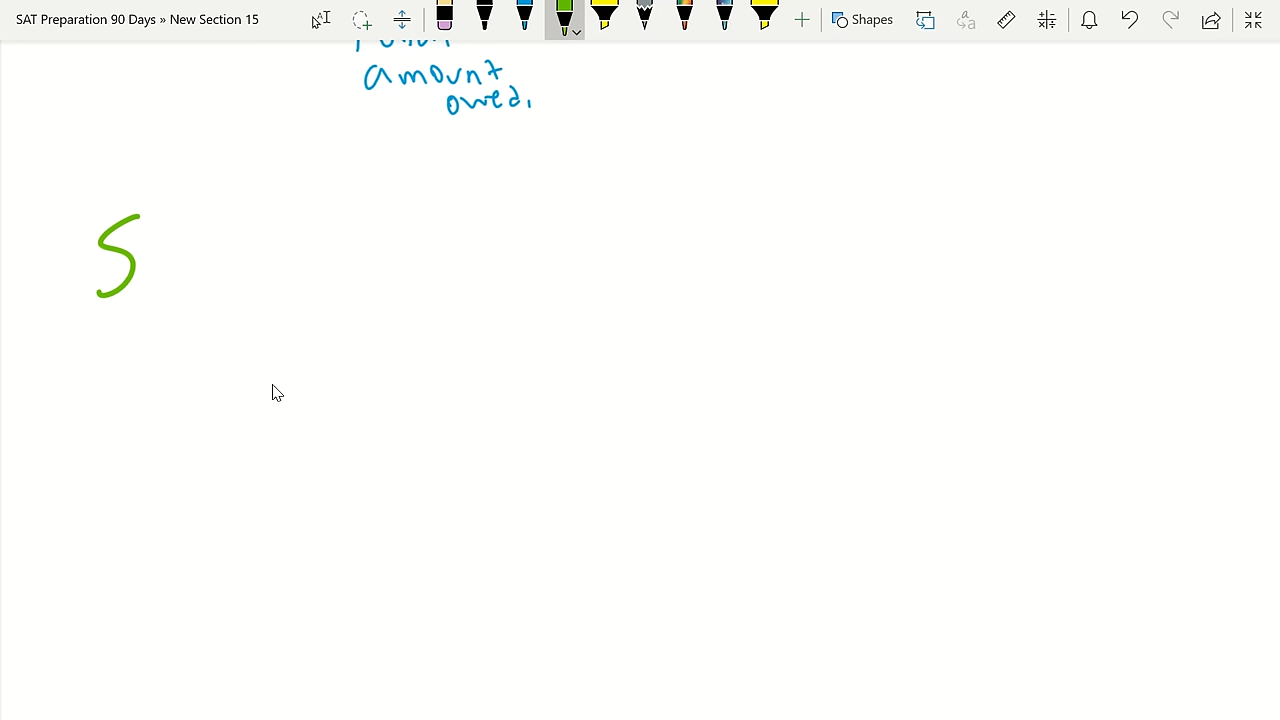 SAT Preparation 90 Days » New Section 15
Shapes
amount
owed.
S